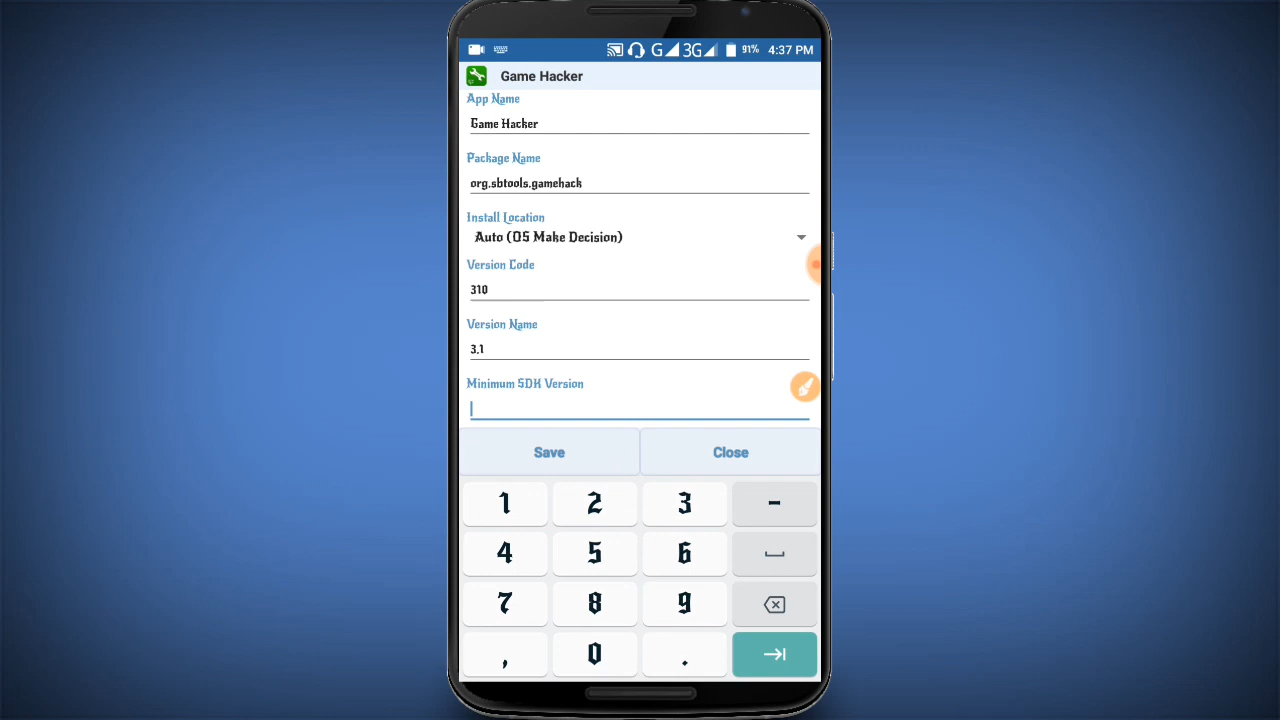 G 3G 91% 4:37 PM
Game Hacker
App Name
Game Hacker
Package Name
org.sbtools.gamehack
Install Location
Auto (OS Make Decision)
Version Code
310
Version Name
3.1
Minimum SDK Version
Save Close
1 2 3 -
4 5 6
7 8 9
, 0 .